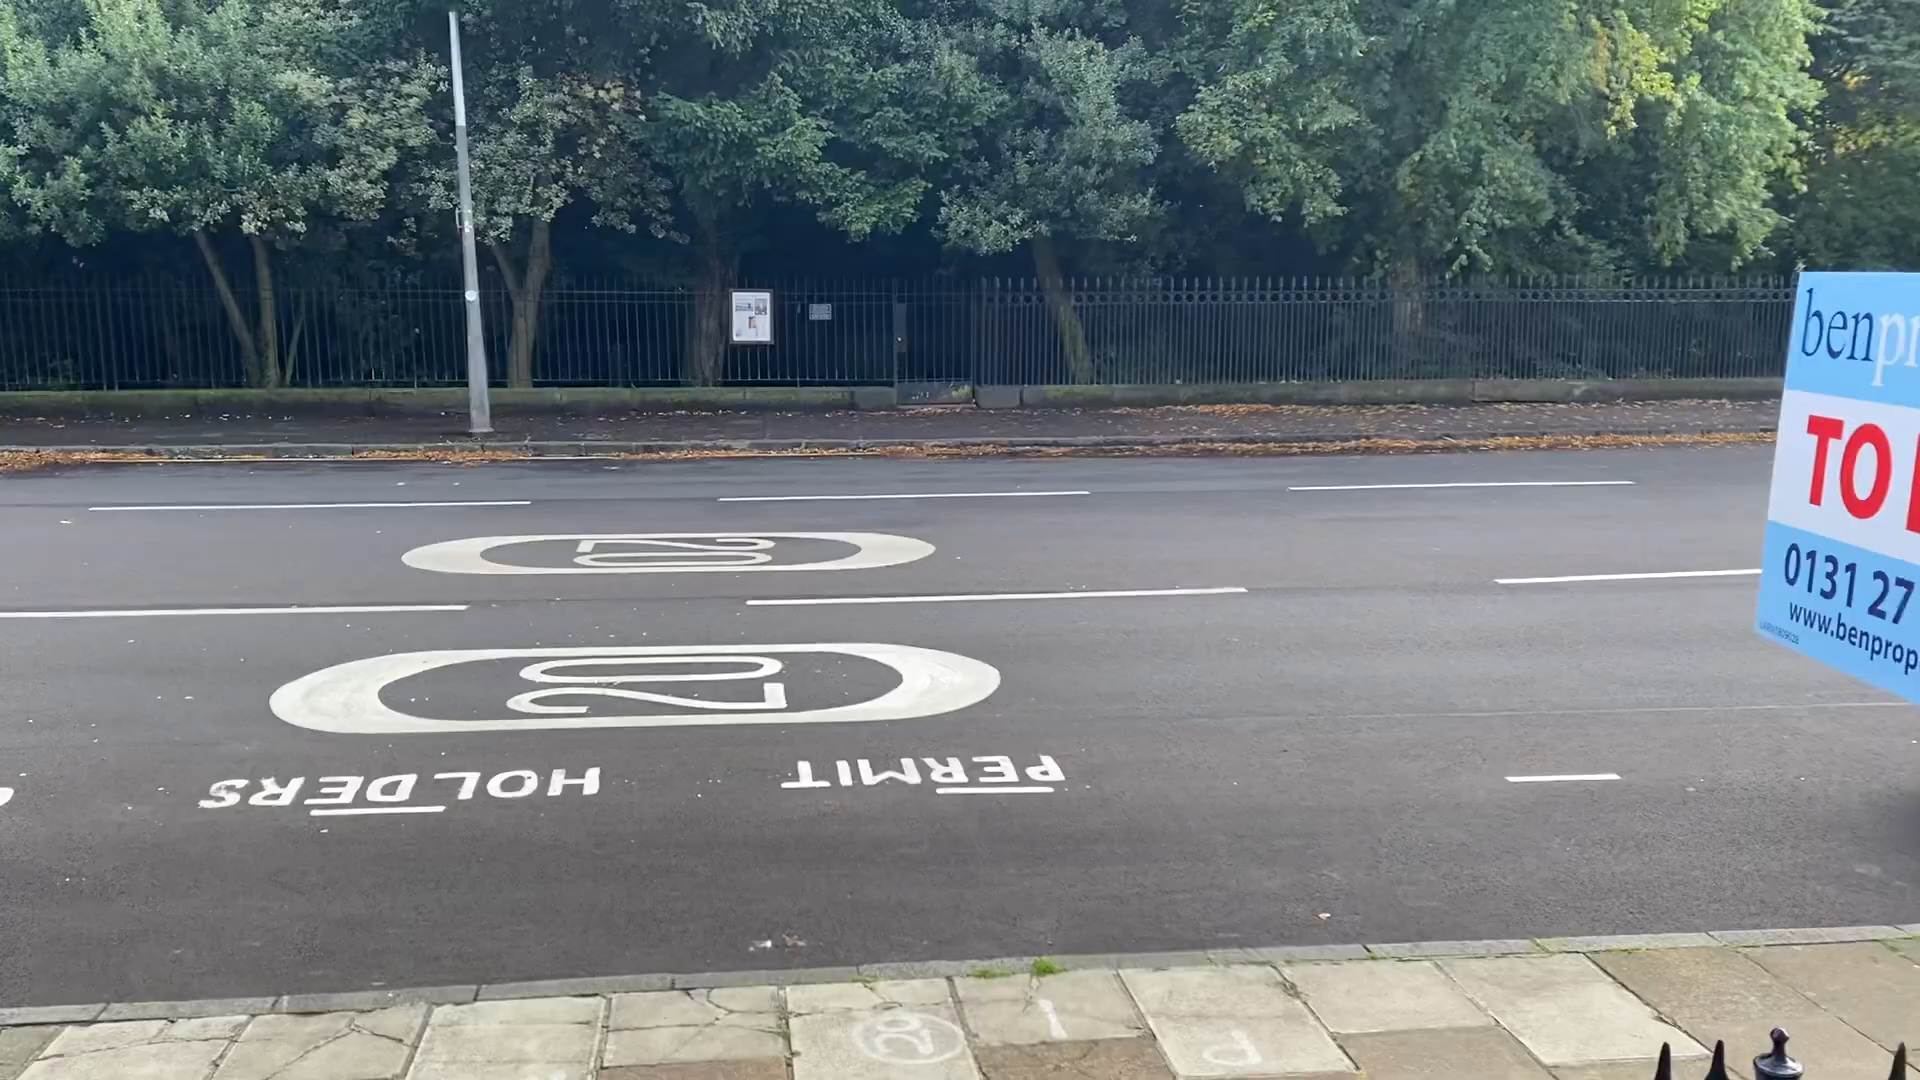 benpr
TO
0131 27
www.benprop
20
20
PERMIT
HOLDERS